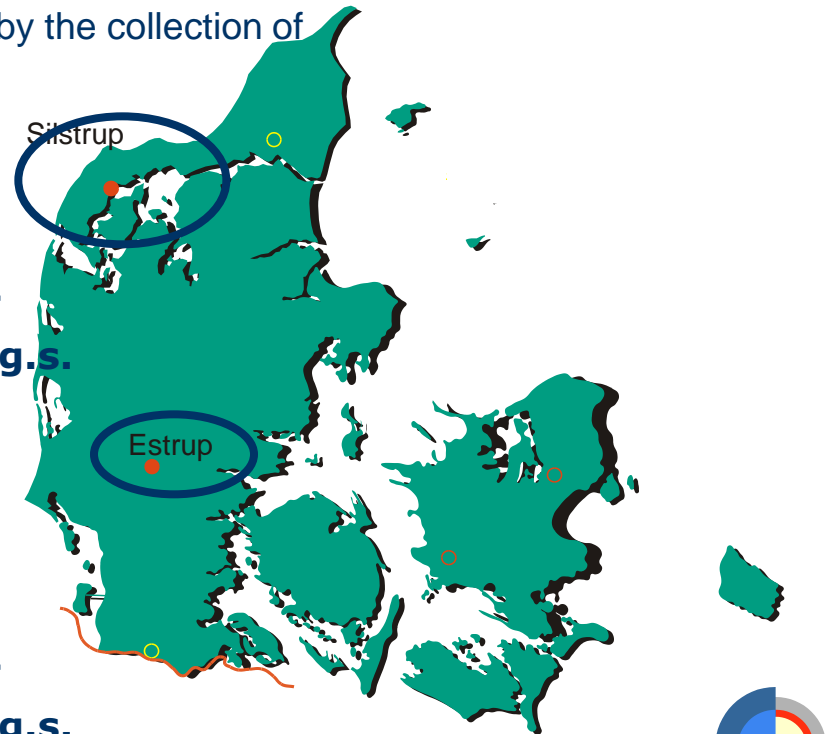 by the collection of
Silstrup
g.s.
Estrup
g.s.